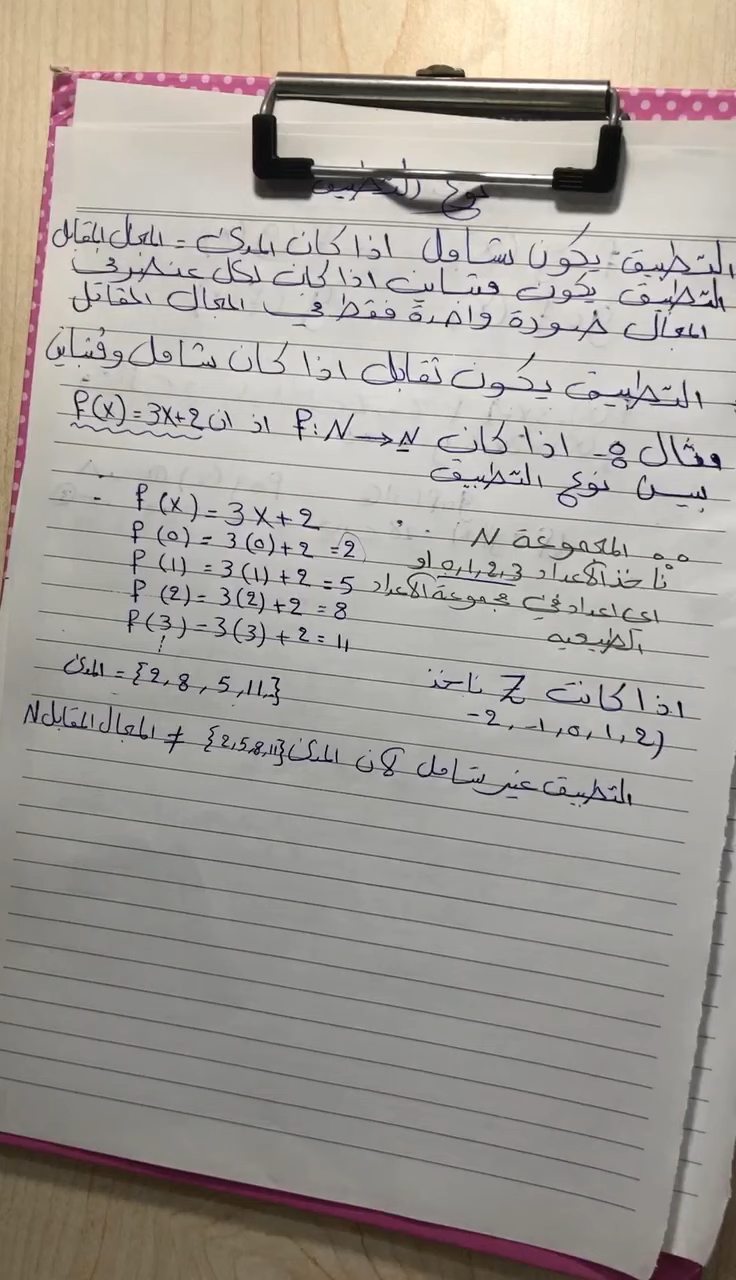 نوع التطبيق
التطبيق:- يكون شامل اذا كان المدى = المجال المقابل
التطبيق يكون متباين اذا كان لكل عنصر في
المجال صورة واحدة فقط في المجال المقابل
التطبيق يكون تقابل اذا كان شامل ومتباين
مثال 8- اذا كان f: N → N اذ ان f(x) = 3x+2
بين نوع التطبيق
f(x) = 3x+2
f(0) = 3(0)+2 = 2
f(1) = 3(1)+2 = 5
f(2) = 3(2)+2 = 8
f(3) = 3(3)+2 = 11
المجموعة N
ناخذ الأعداد 0,1,2,3 او
اي اعداد في مجموعة الأعداد
الطبيعيه
المدى = {2, 8, 5, 11,}
اذا كانت Z ناخذ
-2, -1, 0, 1, 2)
التطبيق غير شامل لان المدى {2,5,8,11} ≠ المجال المقابل N